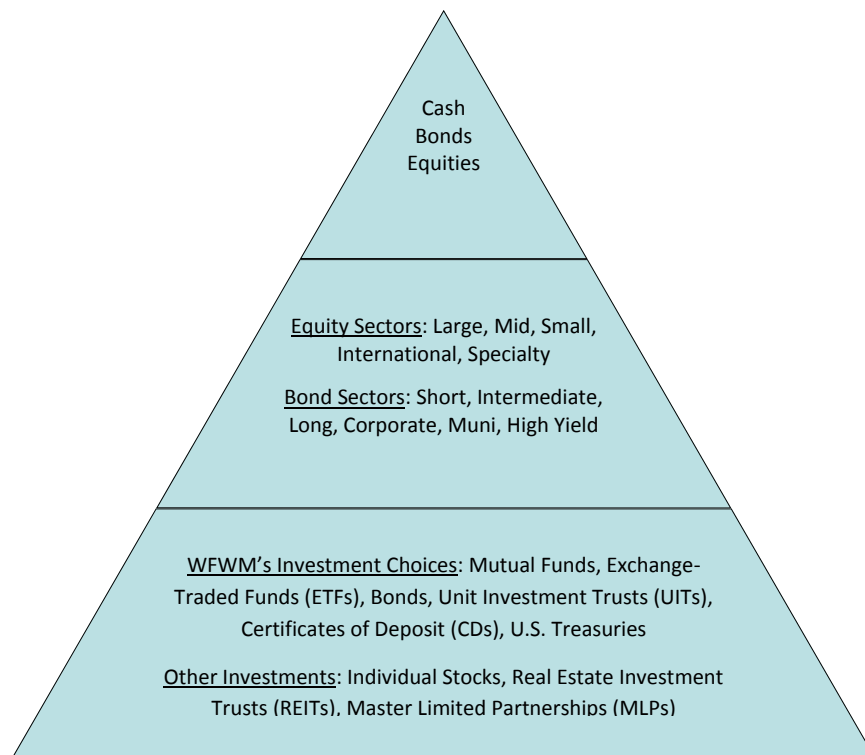 Cash
Bonds
Equities
Equity Sectors: Large, Mid, Small,
International, Specialty
Bond Sectors: Short, Intermediate,
Long, Corporate, Muni, High Yield
WFWM’s Investment Choices: Mutual Funds, Exchange-
Traded Funds (ETFs), Bonds, Unit Investment Trusts (UITs),
Certificates of Deposit (CDs), U.S. Treasuries
Other Investments: Individual Stocks, Real Estate Investment
Trusts (REITs), Master Limited Partnerships (MLPs)